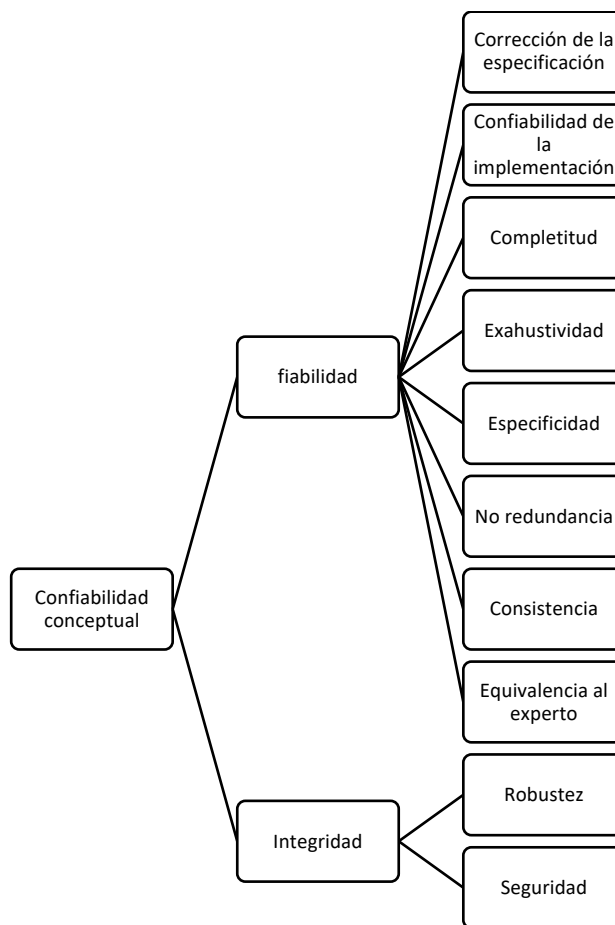 Corrección de la
especificación
Confiabilidad de
la
implementación
Completitud
Exahustividad
fiabilidad
Especificidad
No redundancia
Confiabilidad
conceptual
Consistencia
Equivalencia al
experto
Robustez
Integridad
Seguridad